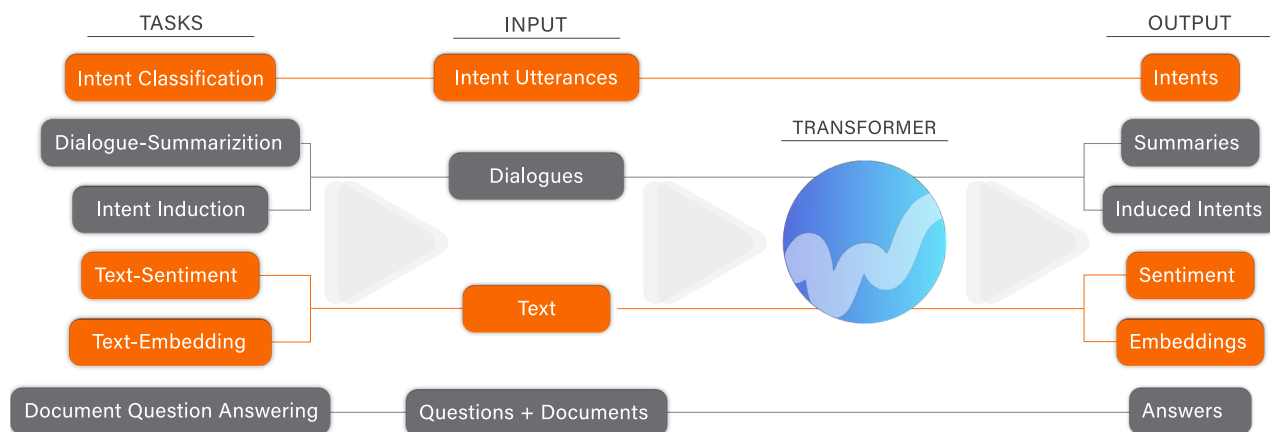 TASKS
INPUT
OUTPUT
Intent Classification
Intent Utterances
Intents
Dialogue-Summarizition
TRANSFORMER
Summaries
Dialogues
Intent Induction
Induced Intents
Text-Sentiment
Sentiment
Text
Text-Embedding
Embeddings
Document Question Answering
Questions + Documents
Answers